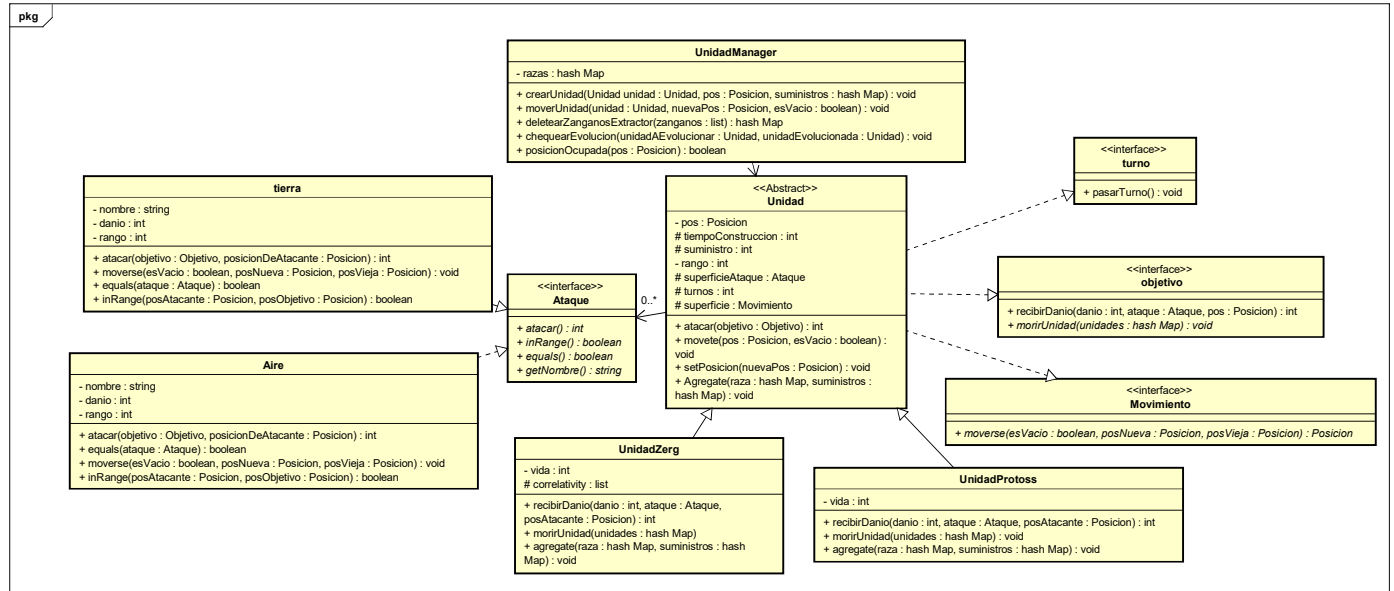 pkg
UnidadManager
- razas : hash Map
+ crearUnidad(Unidad unidad : Unidad, pos : Posicion, suministros : hash Map) : void
+ moverUnidad(unidad : Unidad, nuevaPos : Posicion, esVacio : boolean) : void
+ deletearZanganosExtractor(zanganos : list) : hash Map
+ chequearEvolucion(unidadAEvolucionar : Unidad, unidadEvolucionada : Unidad) : void
+ posicionOcupada(pos : Posicion) : boolean
<<interface>>
turno
+ pasarTurno() : void
tierra
- nombre : string
- danio : int
- rango : int
+ atacar(objetivo : Objetivo, posicionDeAtacante : Posicion) : int
+ moverse(esVacio : boolean, posNueva : Posicion, posVieja : Posicion) : void
+ equals(ataque : Ataque) : boolean
+ inRange(posAtacante : Posicion, posObjetivo : Posicion) : boolean
<<Abstract>>
Unidad
- pos : Posicion
# tiempoConstruccion : int
# suministro : int
- rango : int
# superficieAtaque : Ataque
# turnos : int
# superficie : Movimiento
+ atacar(objetivo : Objetivo) : int
+ movete(pos : Posicion, esVacio : boolean) :
void
+ setPosicion(nuevaPos : Posicion) : void
+ Agregate(raza : hash Map, suministros :
hash Map) : void
<<interface>>
objetivo
+ recibirDanio(danio : int, ataque : Ataque, pos : Posicion) : int
+ morirUnidad(unidades : hash Map) : void
<<interface>>
Ataque
+ atacar() : int
+ inRange() : boolean
+ equals() : boolean
+ getNombre() : string
0..*
Aire
- nombre : string
- danio : int
- rango : int
+ atacar(objetivo : Objetivo, posicionDeAtacante : Posicion) : int
+ equals(ataque : Ataque) : boolean
+ moverse(esVacio : boolean, posNueva : Posicion, posVieja : Posicion) : void
+ inRange(posAtacante : Posicion, posObjetivo : Posicion) : boolean
<<interface>>
Movimiento
+ moverse(esVacio : boolean, posNueva : Posicion, posVieja : Posicion) : Posicion
UnidadZerg
- vida : int
# correlativity : list
+ recibirDanio(danio : int, ataque : Ataque,
posAtacante : Posicion) : int
+ morirUnidad(unidades : hash Map)
+ agregate(raza : hash Map, suministros : hash
Map) : void
UnidadProtoss
- vida : int
+ recibirDanio(danio : int, ataque : Ataque, posAtacante : Posicion) : int
+ morirUnidad(unidades : hash Map) : void
+ agregate(raza : hash Map, suministros : hash Map) : void